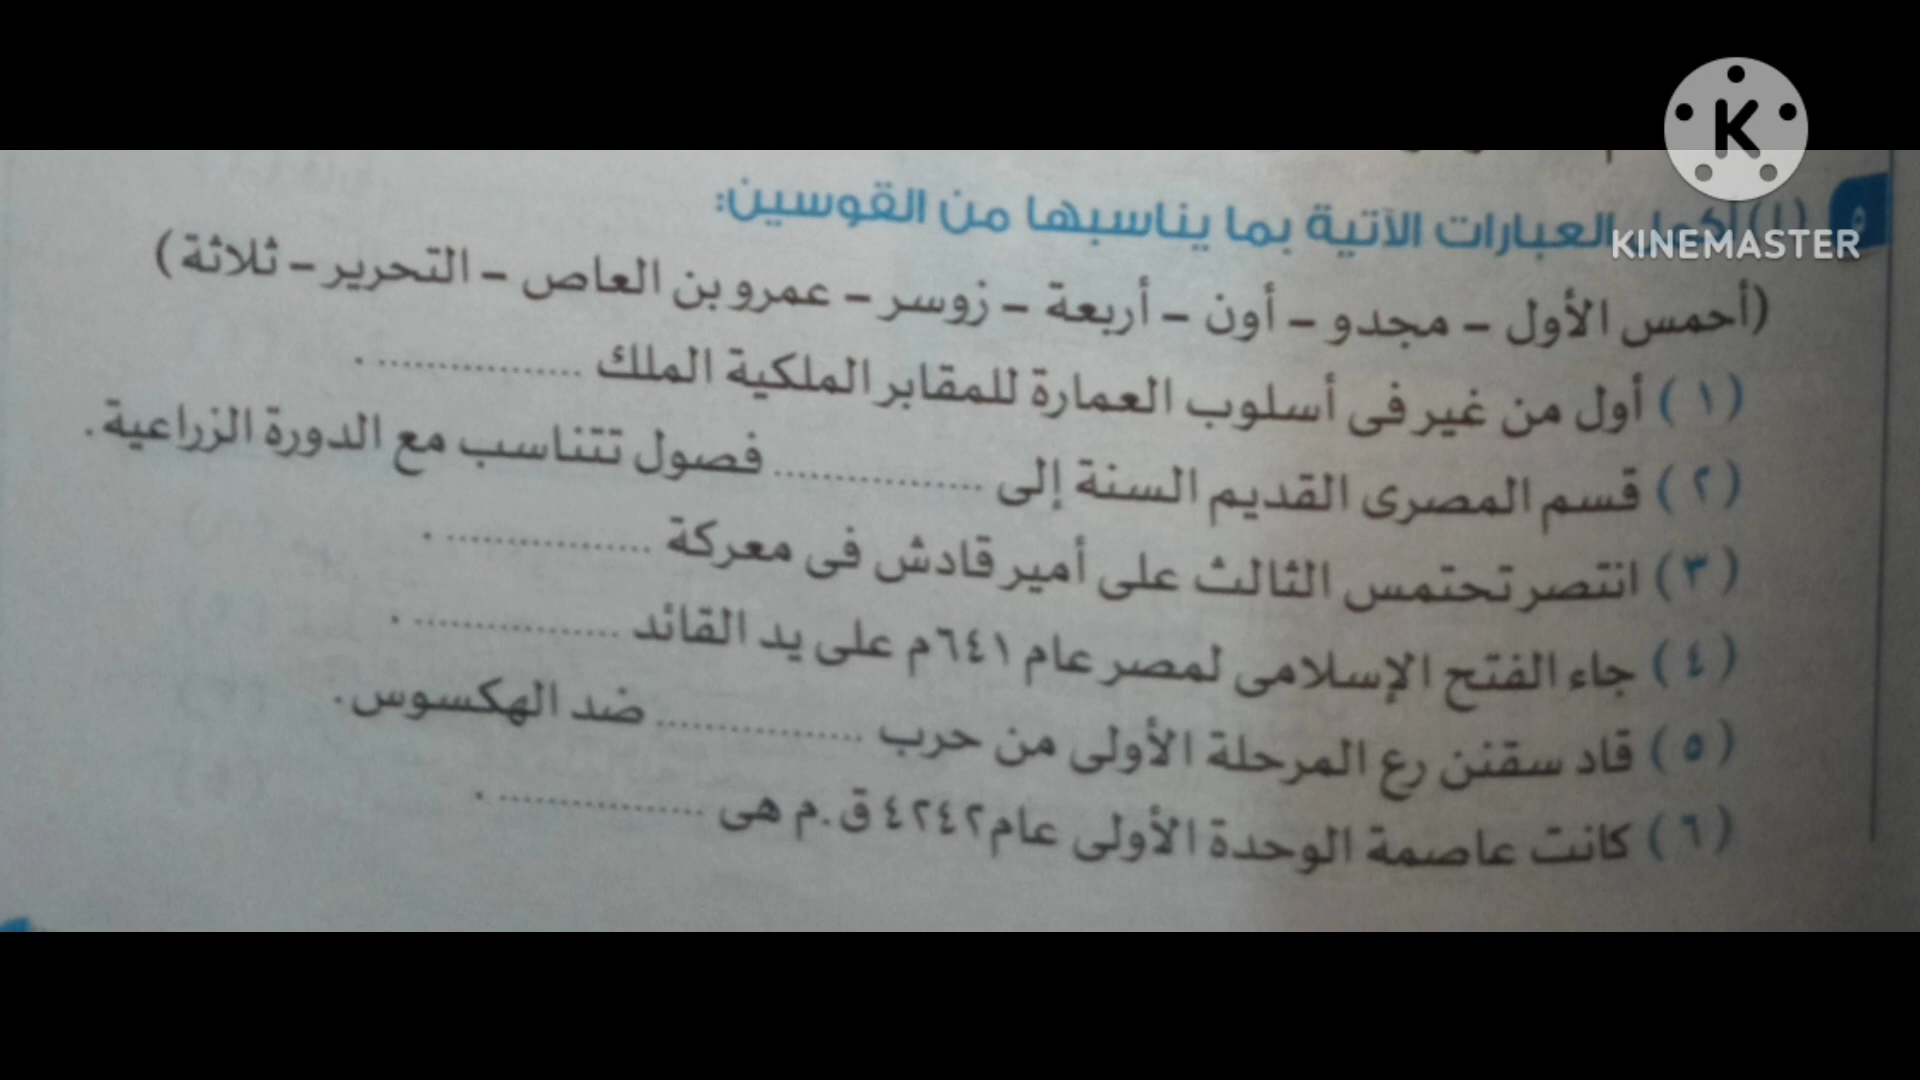 K
KINEMASTER
٥ (أ) أكمل العبارات الآتية بما يناسبها من القوسين:
(أحمس الأول – مجدو – أون – أربعة – زوسر – عمرو بن العاص – التحرير – ثلاثة)
(١) أول من غير فى أسلوب العمارة للمقابر الملكية الملك ................ .
(٢) قسم المصرى القديم السنة إلى ................ فصول تتناسب مع الدورة الزراعية.
(٣) انتصر تحتمس الثالث على أمير قادش فى معركة ................ .
(٤) جاء الفتح الإسلامى لمصر عام ٦٤١م على يد القائد ................ .
(٥) قاد سقنن رع المرحلة الأولى من حرب ................ ضد الهكسوس.
(٦) كانت عاصمة الوحدة الأولى عام ٤٢٤٢ ق.م هى ................ .